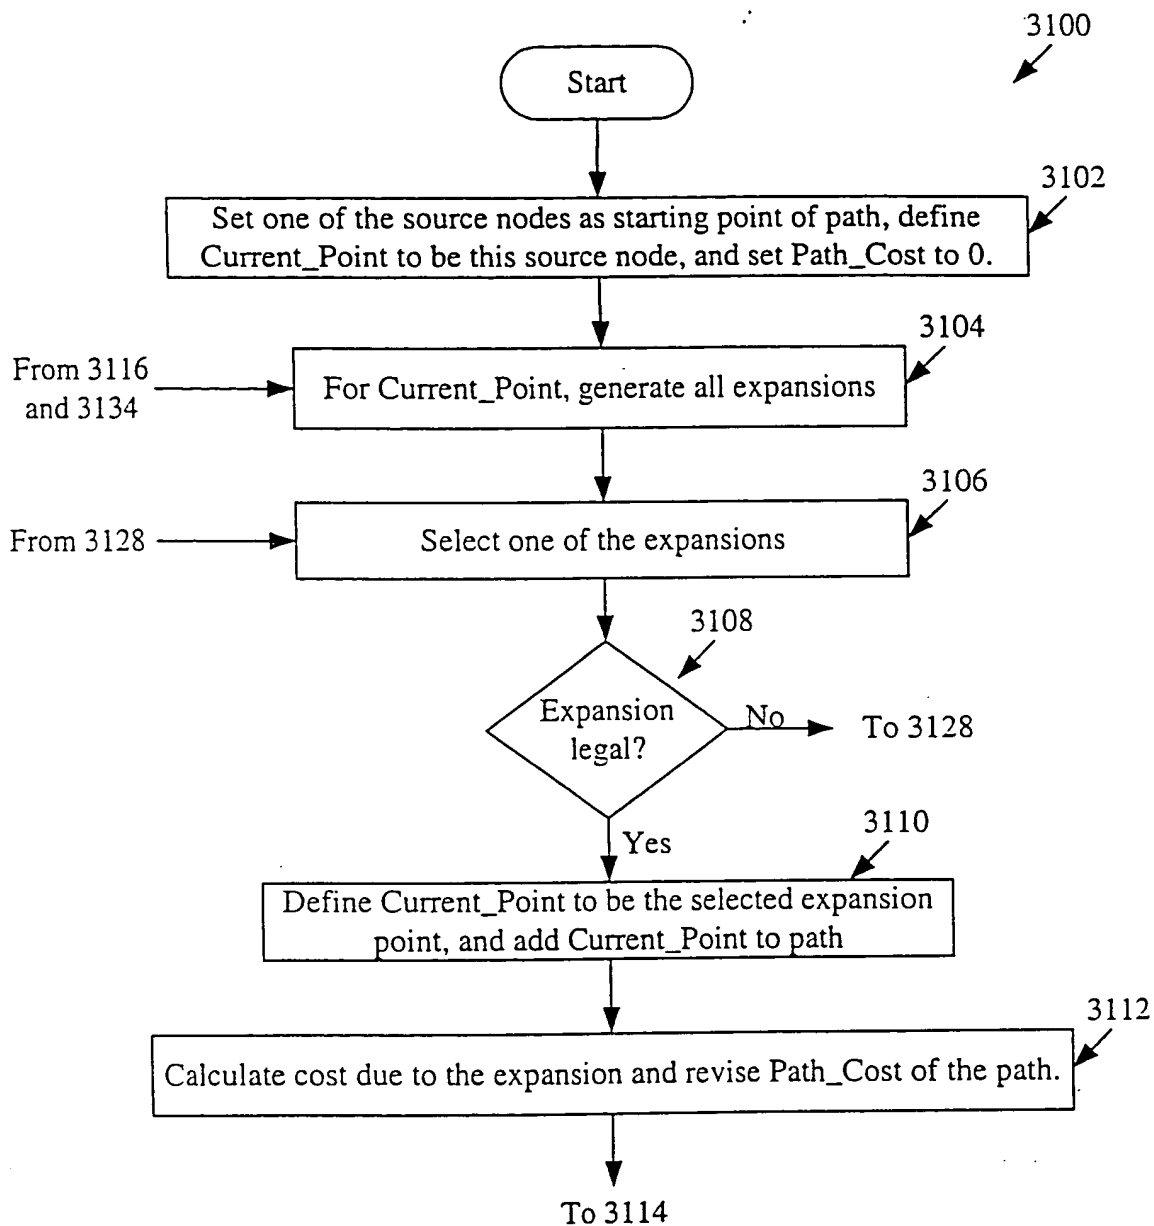 3100
Start
3102
Set one of the source nodes as starting point of path, define
Current_Point to be this source node, and set Path_Cost to 0.
3104
From 3116
and 3134
For Current_Point, generate all expansions
3106
From 3128
Select one of the expansions
3108
Expansion
legal?
No
To 3128
Yes
3110
Define Current_Point to be the selected expansion
point, and add Current_Point to path
3112
Calculate cost due to the expansion and revise Path_Cost of the path.
To 3114